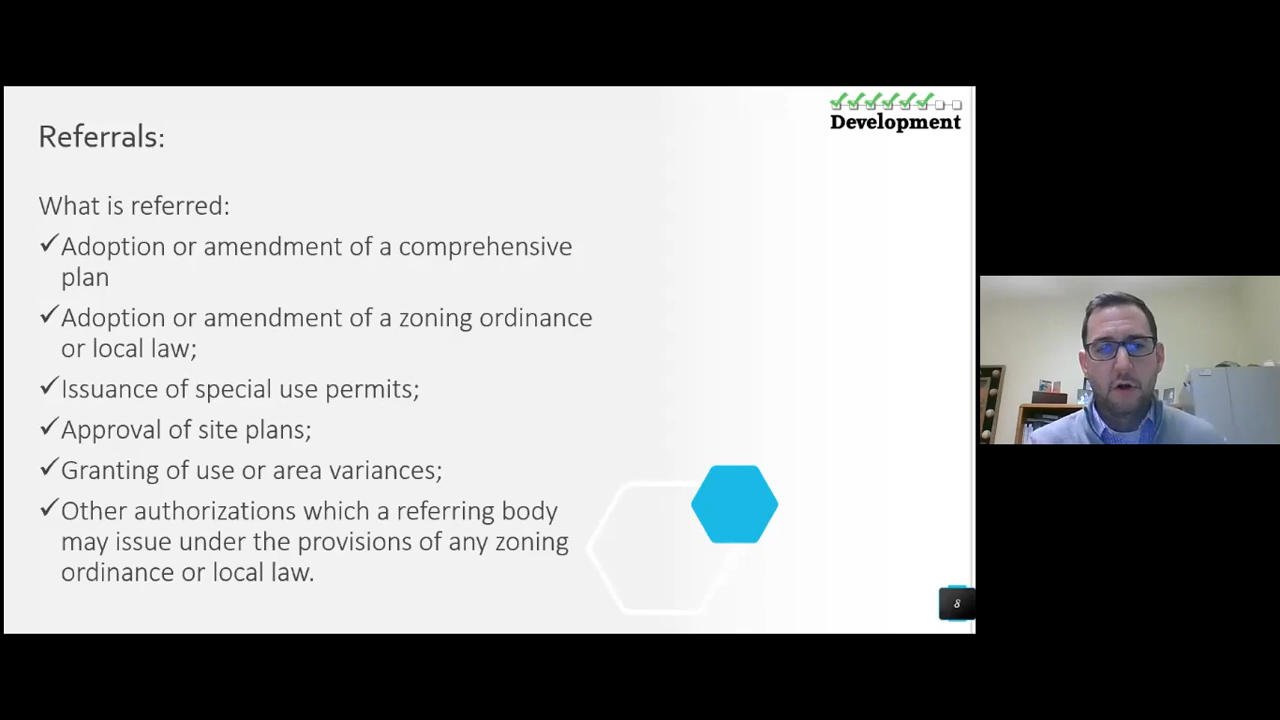 Development
Referrals:
What is referred:
✓Adoption or amendment of a comprehensive
plan
✓Adoption or amendment of a zoning ordinance
or local law;
✓Issuance of special use permits;
✓Approval of site plans;
✓Granting of use or area variances;
✓Other authorizations which a referring body
may issue under the provisions of any zoning
ordinance or local law.
8